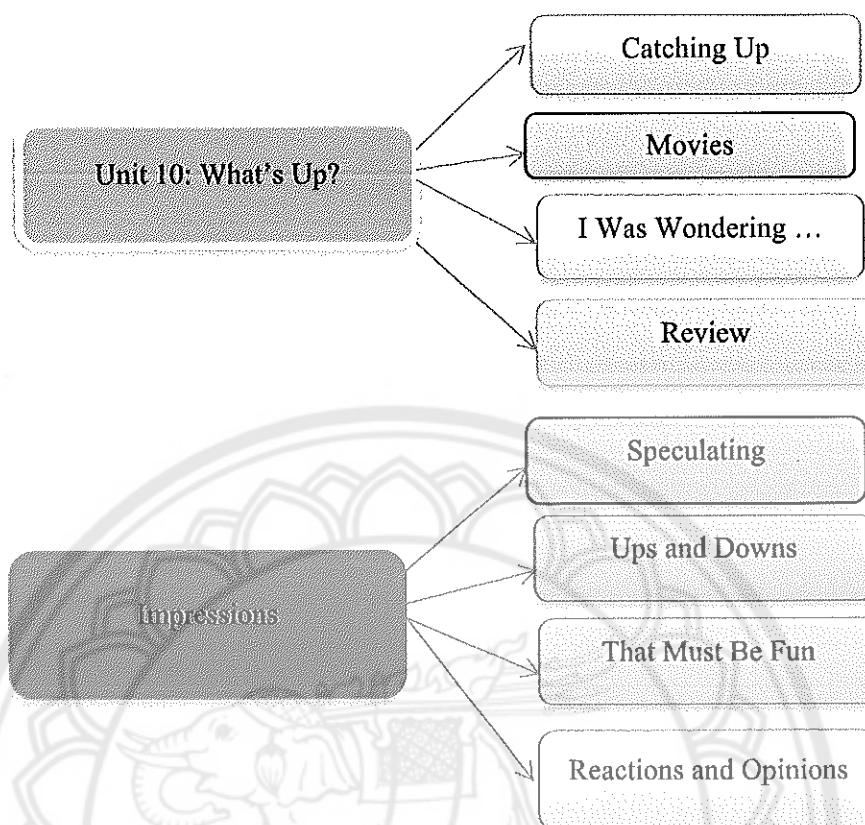 Unit 10: What's Up?
Catching Up
Movies
I Was Wondering ...
Review
Impressions
Speculating
Ups and Downs
That Must Be Fun
Reactions and Opinions